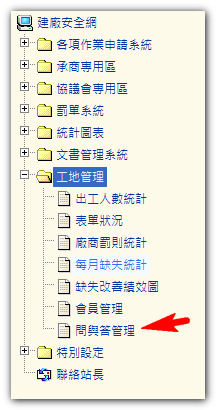 建廠安全網
各項作業申請系統
承商專用區
協議會專用區
罰單系統
統計圖表
文書管理系統
工地管理
出工人數統計
表單狀況
廠商罰則統計
每月缺失統計
缺失改善績效圖
會員管理
問與答管理
特別設定
聯絡站長